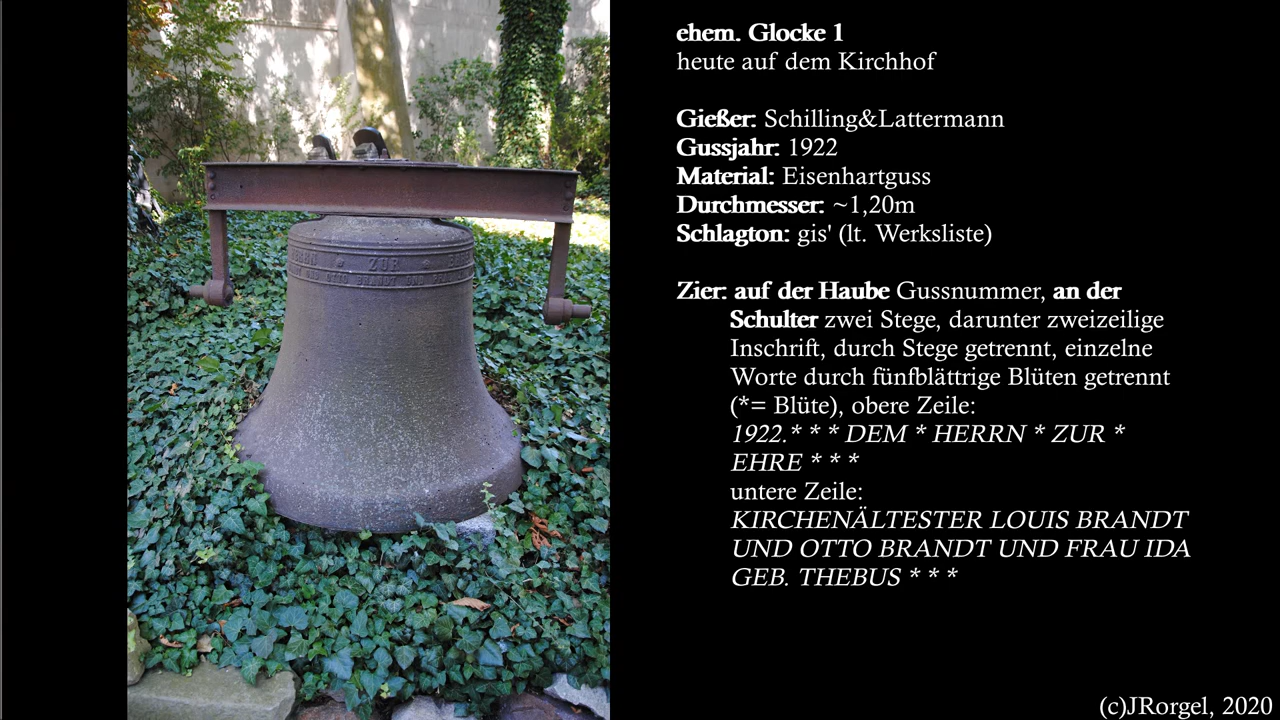 ehem. Glocke 1
heute auf dem Kirchhof
Gießer: Schilling&Lattermann
Gussjahr: 1922
Material: Eisenhartguss
Durchmesser: ~1,20m
Schlagton: gis' (lt. Werksliste)
Zier: auf der Haube Gussnummer, an der
Schulter zwei Stege, darunter zweizeilige
Inschrift, durch Stege getrennt, einzelne
Worte durch fünfblättrige Blüten getrennt
(*= Blüte), obere Zeile:
1922.* * * DEM * HERRN * ZUR *
EHRE * * *
untere Zeile:
KIRCHENÄLTESTER LOUIS BRANDT
UND OTTO BRANDT UND FRAU IDA
GEB. THEBUS * * *
ZUR
BRANDT UND
(c)JRorgel, 2020